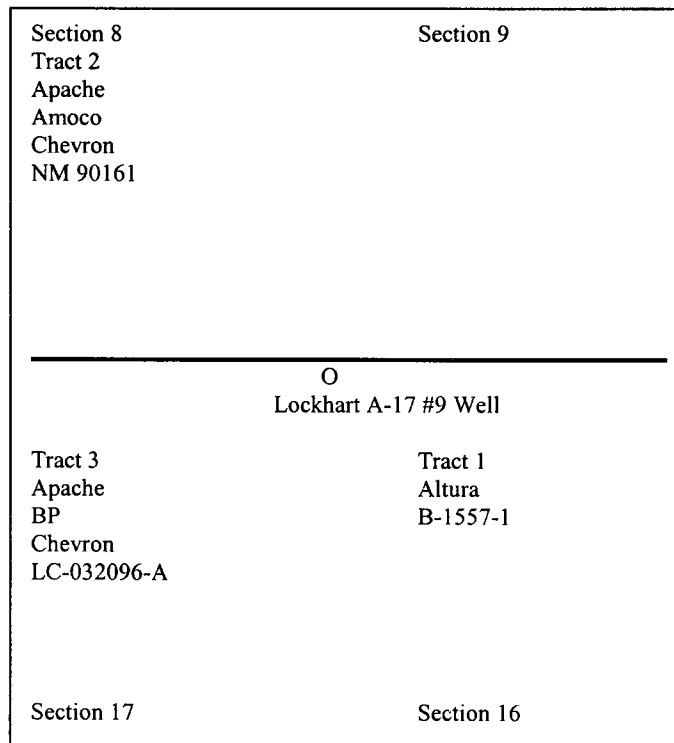 Section 8
Tract 2
Apache
Amoco
Chevron
NM 90161
Section 9
O
Lockhart A-17 #9 Well
Tract 3
Apache
BP
Chevron
LC-032096-A
Tract 1
Altura
B-1557-1
Section 17
Section 16